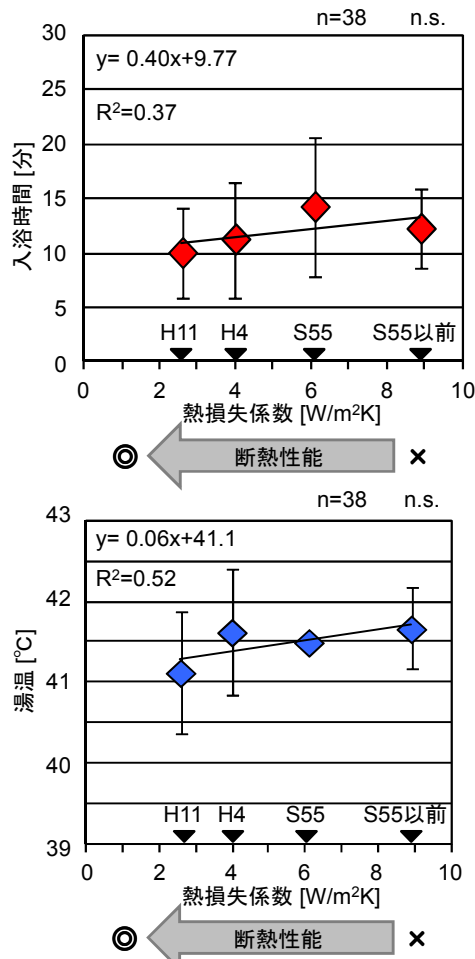 n=38 n.s.
30
y= 0.40x+9.77
25
R²=0.37
20
15
10
5
0
入浴時間 [分]
H11 H4 S55 S55以前
0 2 4 6 8 10
熱損失係数 [W/m²K]
◎ 断熱性能 ×
n=38 n.s.
43
y= 0.06x+41.1
R²=0.52
42
41
40
39
湯温 [℃]
H11 H4 S55 S55以前
0 2 4 6 8 10
熱損失係数 [W/m²K]
◎ 断熱性能 ×